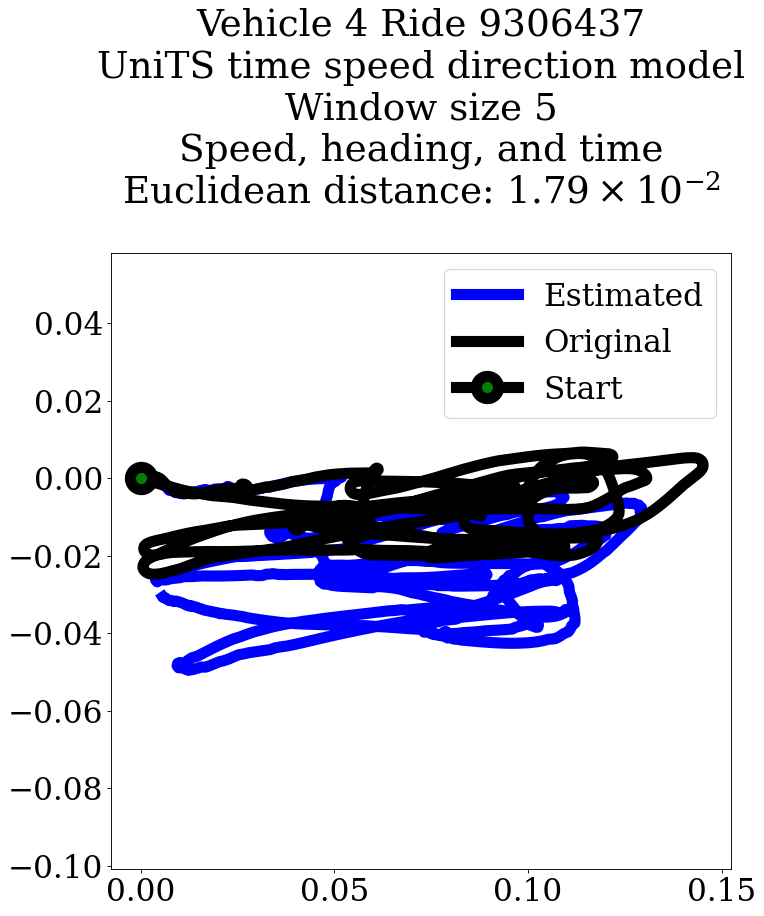 Vehicle 4 Ride 9306437
UniTS time speed direction model
Window size 5
Speed, heading, and time
Euclidean distance: 1.79 × 10⁻²
Estimated
Original
Start
0.04
0.02
0.00
−0.02
−0.04
−0.06
−0.08
−0.10
0.00 0.05 0.10 0.15